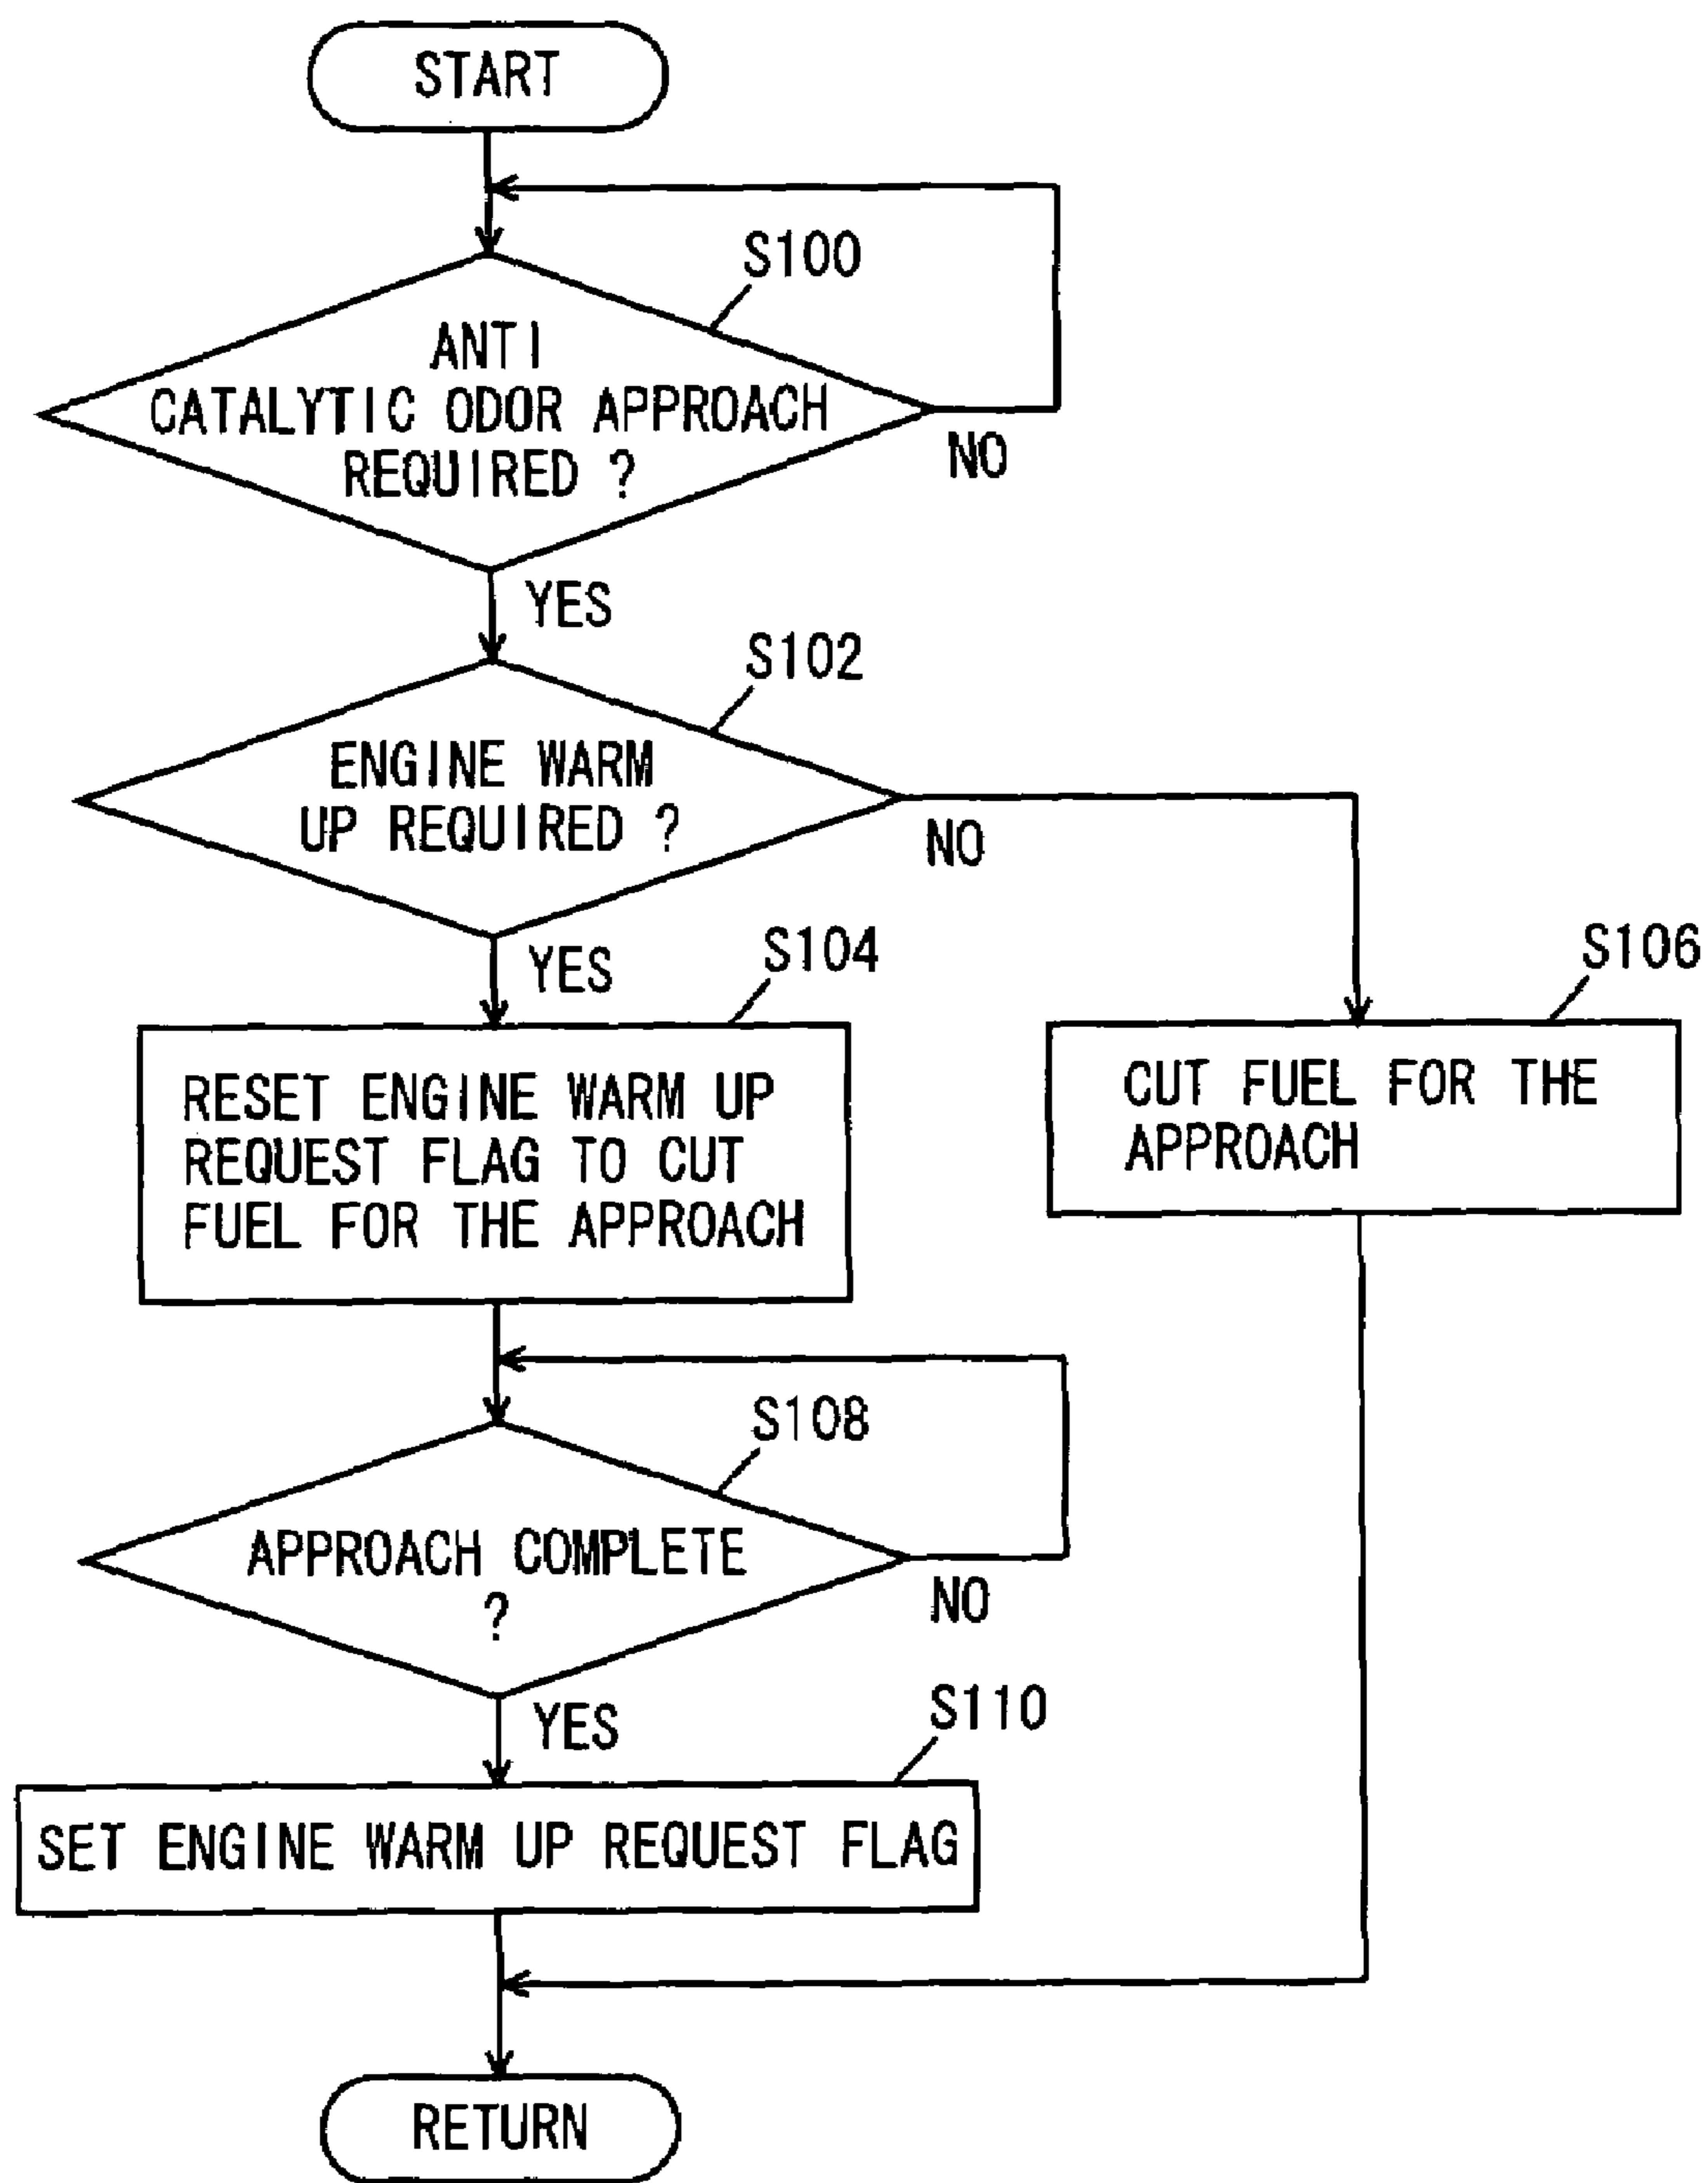 START
S100
ANTI
CATALYTIC ODOR APPROACH
REQUIRED ?
NO
YES
S102
ENGINE WARM
UP REQUIRED ?
NO
YES
S104
RESET ENGINE WARM UP
REQUEST FLAG TO CUT
FUEL FOR THE APPROACH
S106
CUT FUEL FOR THE
APPROACH
S108
APPROACH COMPLETE
?
NO
YES
S110
SET ENGINE WARM UP REQUEST FLAG
RETURN